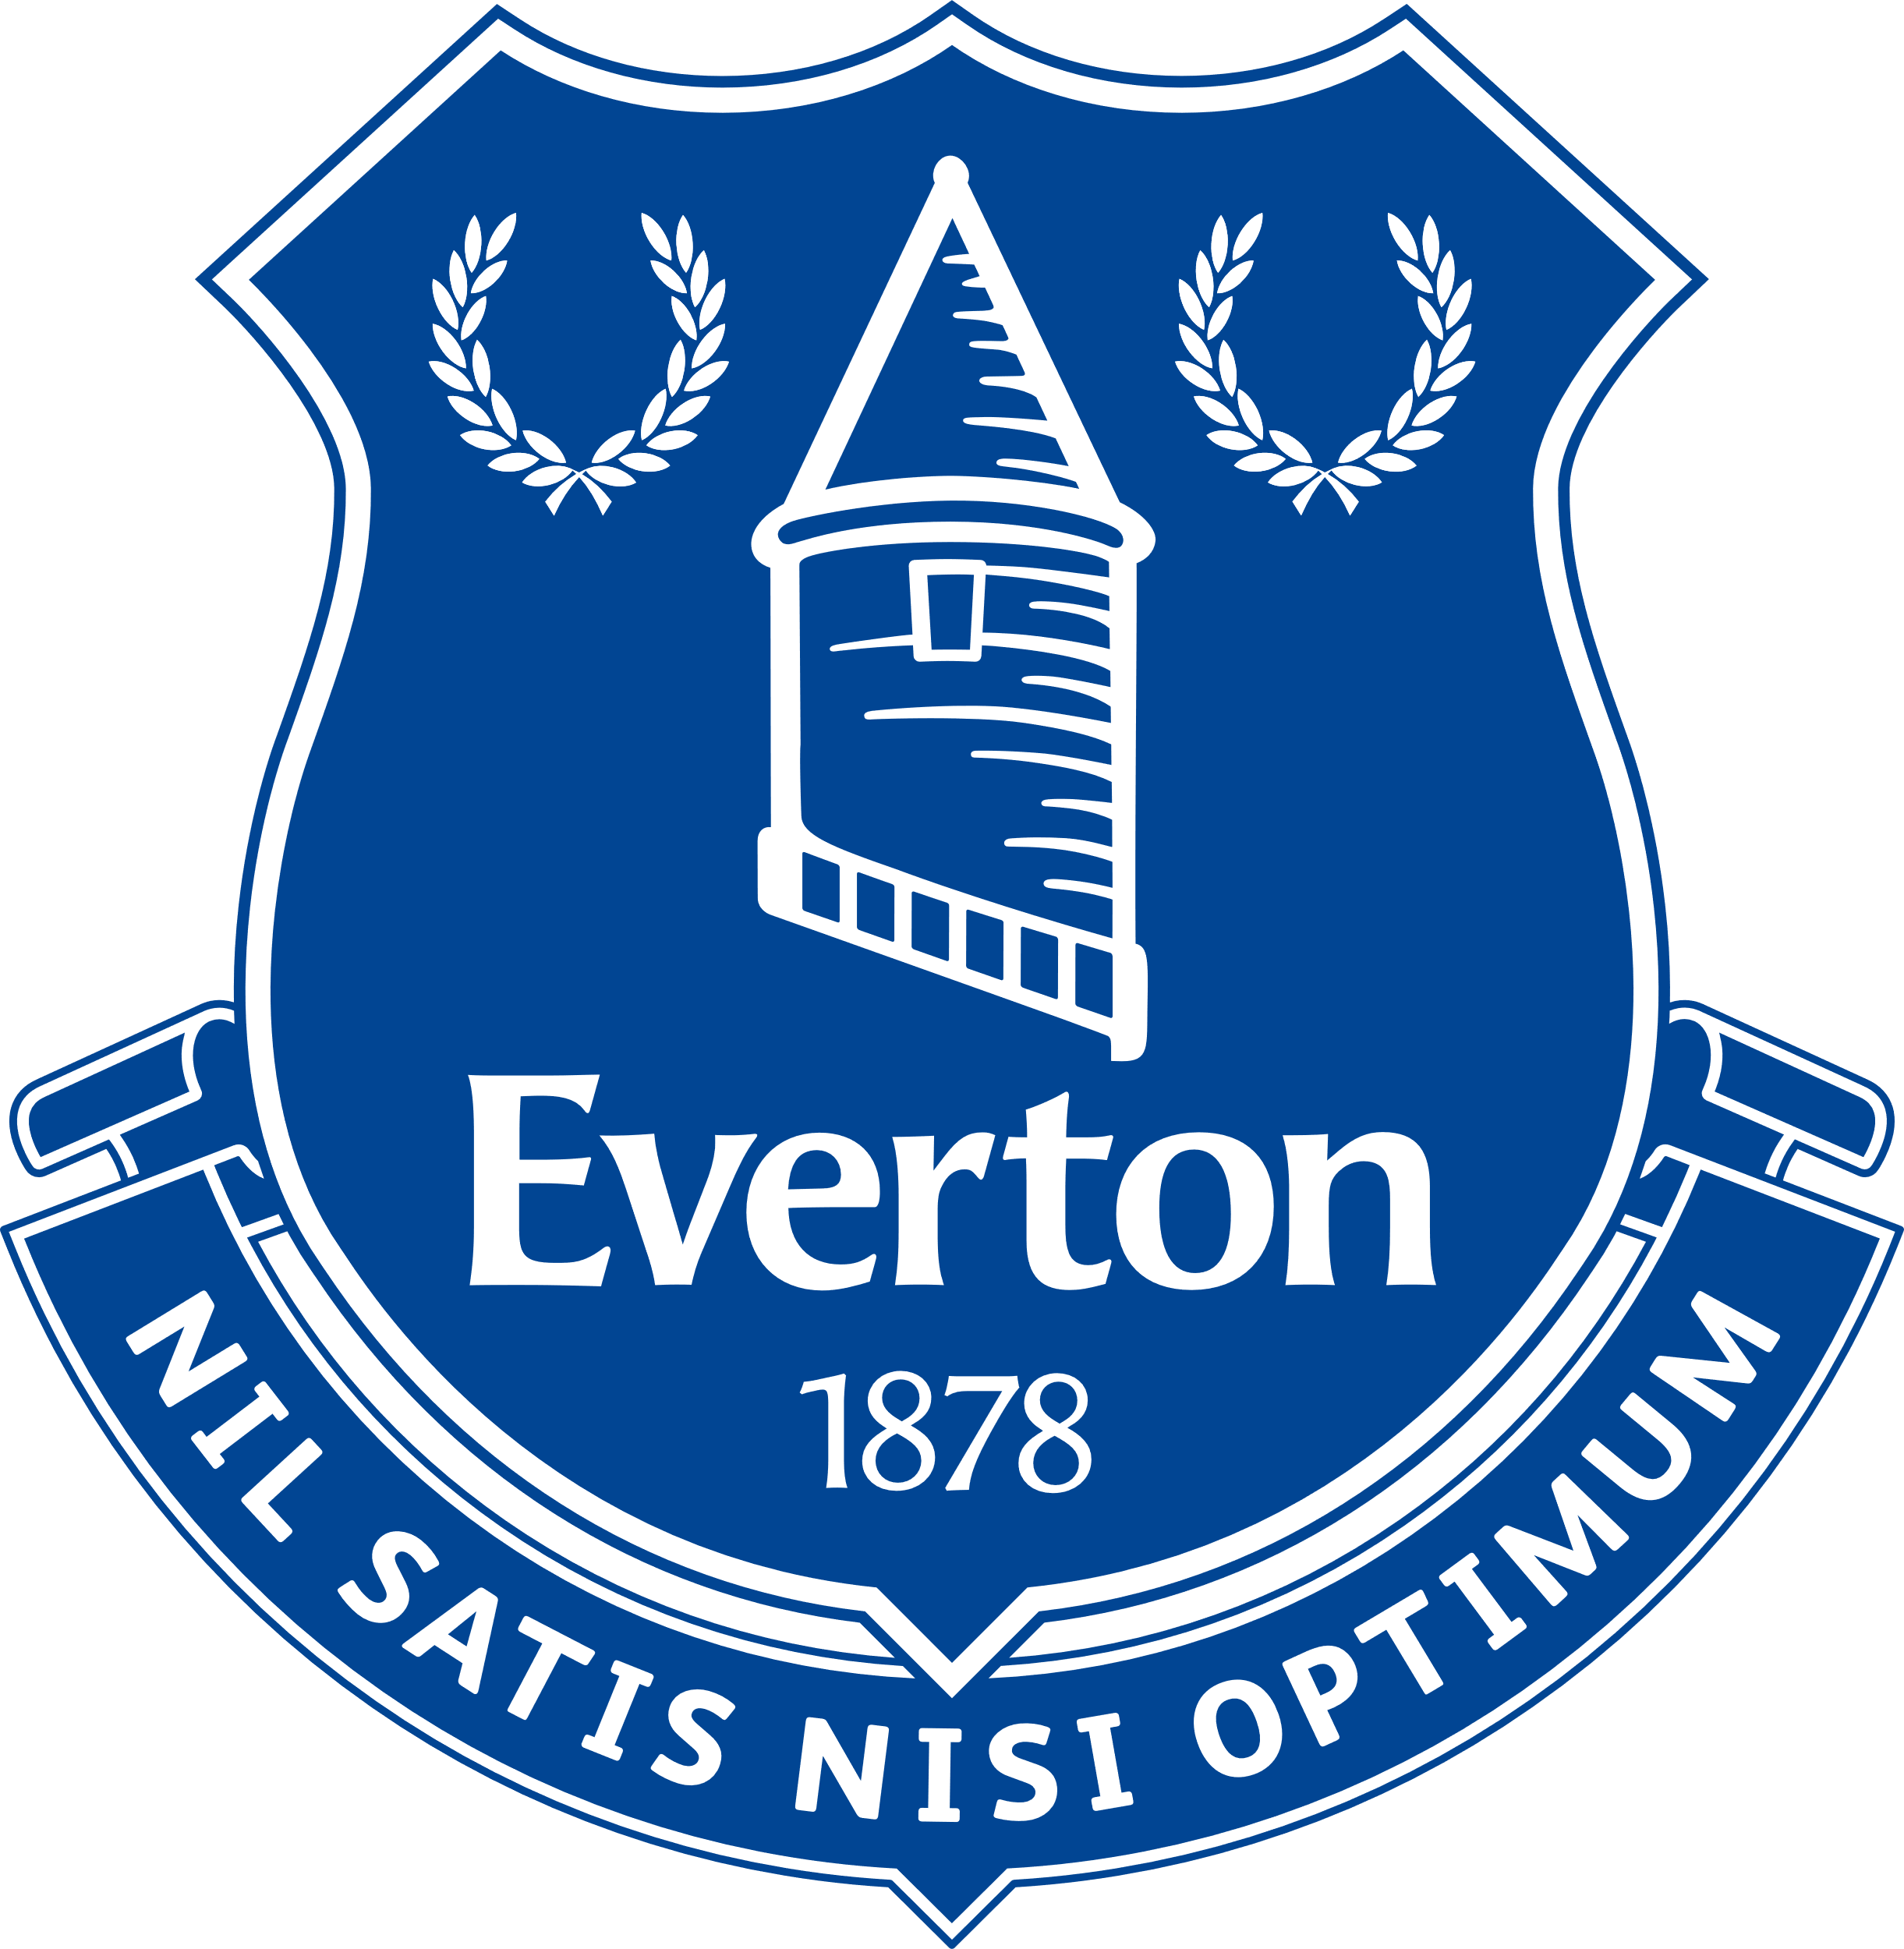 Everton
1878
NIL SATIS NISI OPTIMUM